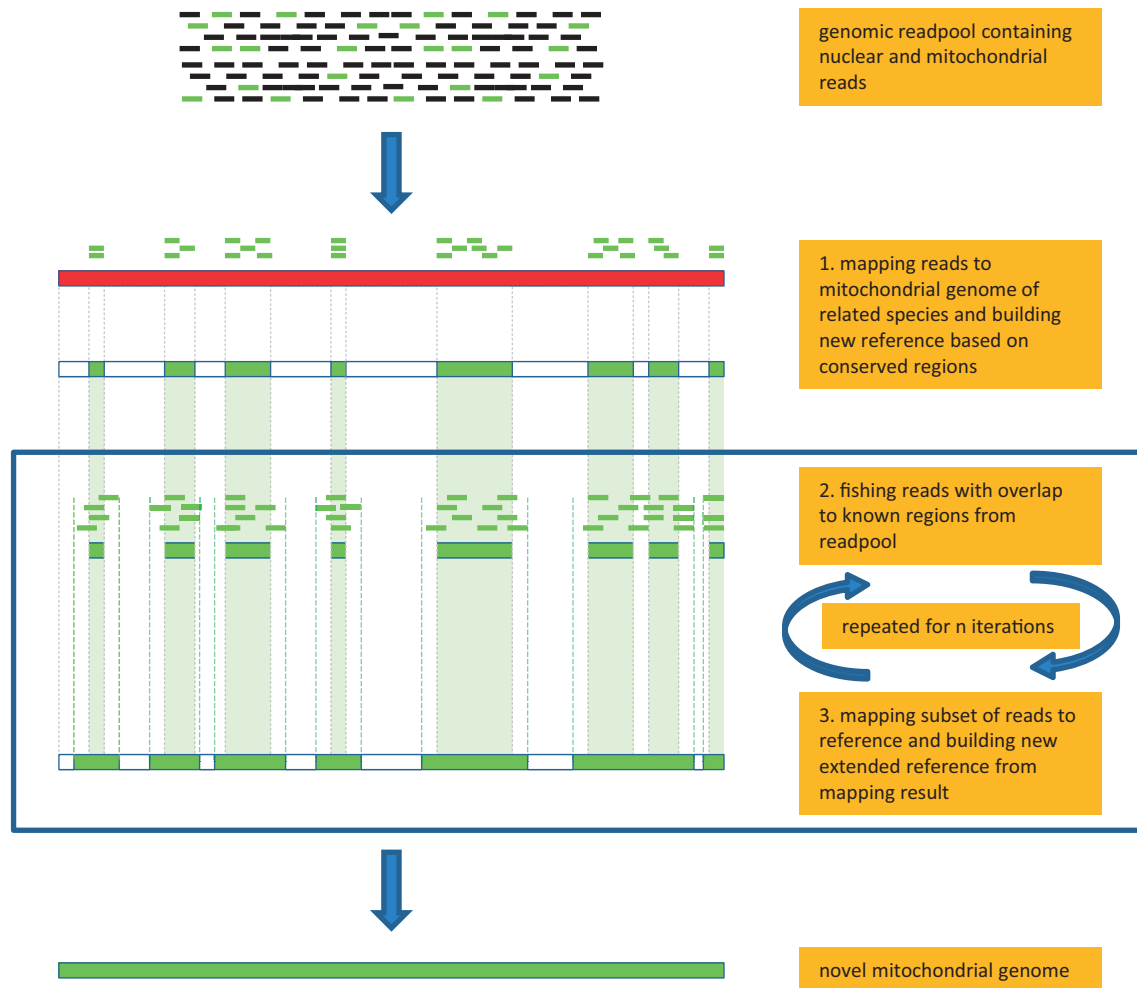 genomic readpool containing
nuclear and mitochondrial
reads
1. mapping reads to
mitochondrial genome of
related species and building
new reference based on
conserved regions
2. fishing reads with overlap
to known regions from
readpool
repeated for n iterations
3. mapping subset of reads to
reference and building new
extended reference from
mapping result
novel mitochondrial genome